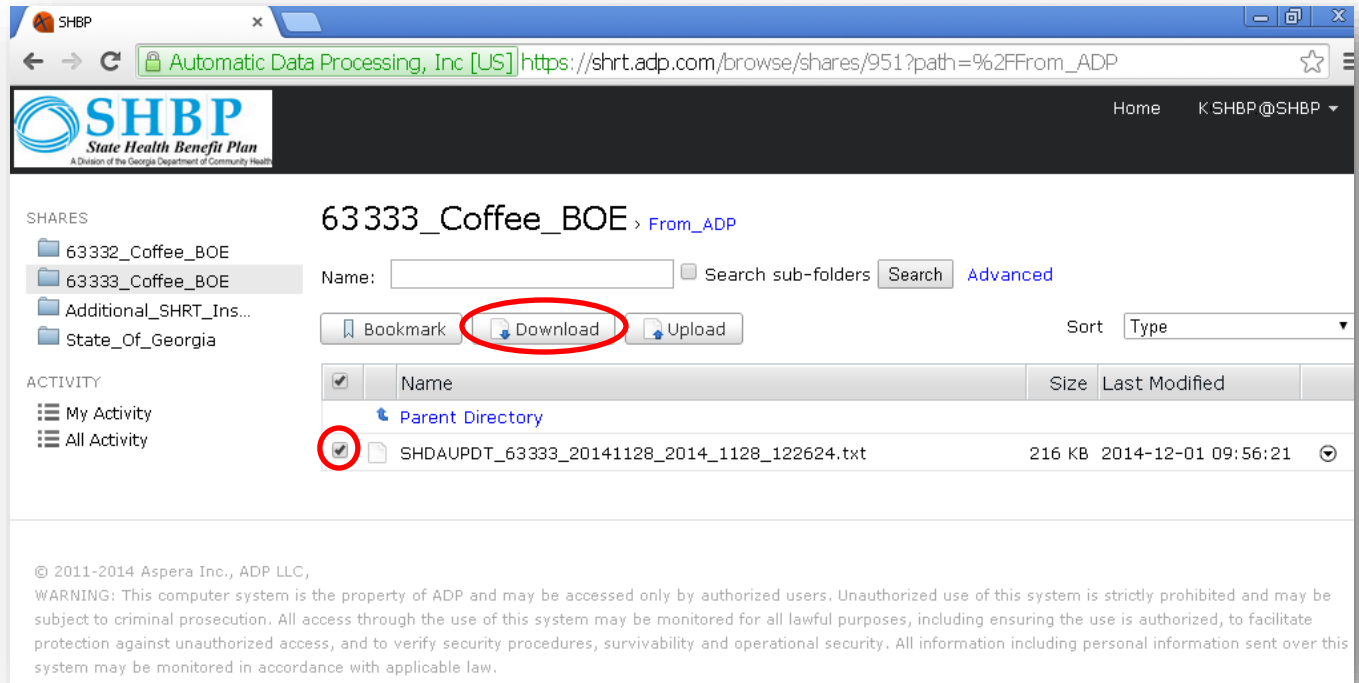 SHBP
Automatic Data Processing, Inc [US] https://shrt.adp.com/browse/shares/951?path=%2FFrom_ADP
SHBP
State Health Benefit Plan
A Division of the Georgia Department of Community Health
Home KSHBP@SHBP
SHARES
63332_Coffee_BOE
63333_Coffee_BOE
Additional_SHRT_Ins...
State_Of_Georgia
ACTIVITY
My Activity
All Activity
63333_Coffee_BOE › From_ADP
Name: Search sub-folders Search Advanced
Bookmark Download Upload Sort Type
Name Size Last Modified
Parent Directory
SHDAUPDT_63333_20141128_2014_1128_122624.txt 216 KB 2014-12-01 09:56:21
© 2011-2014 Aspera Inc., ADP LLC,
WARNING: This computer system is the property of ADP and may be accessed only by authorized users. Unauthorized use of this system is strictly prohibited and may be
subject to criminal prosecution. All access through the use of this system may be monitored for all lawful purposes, including ensuring the use is authorized, to facilitate
protection against unauthorized access, and to verify security procedures, survivability and operational security. All information including personal information sent over this
system may be monitored in accordance with applicable law.